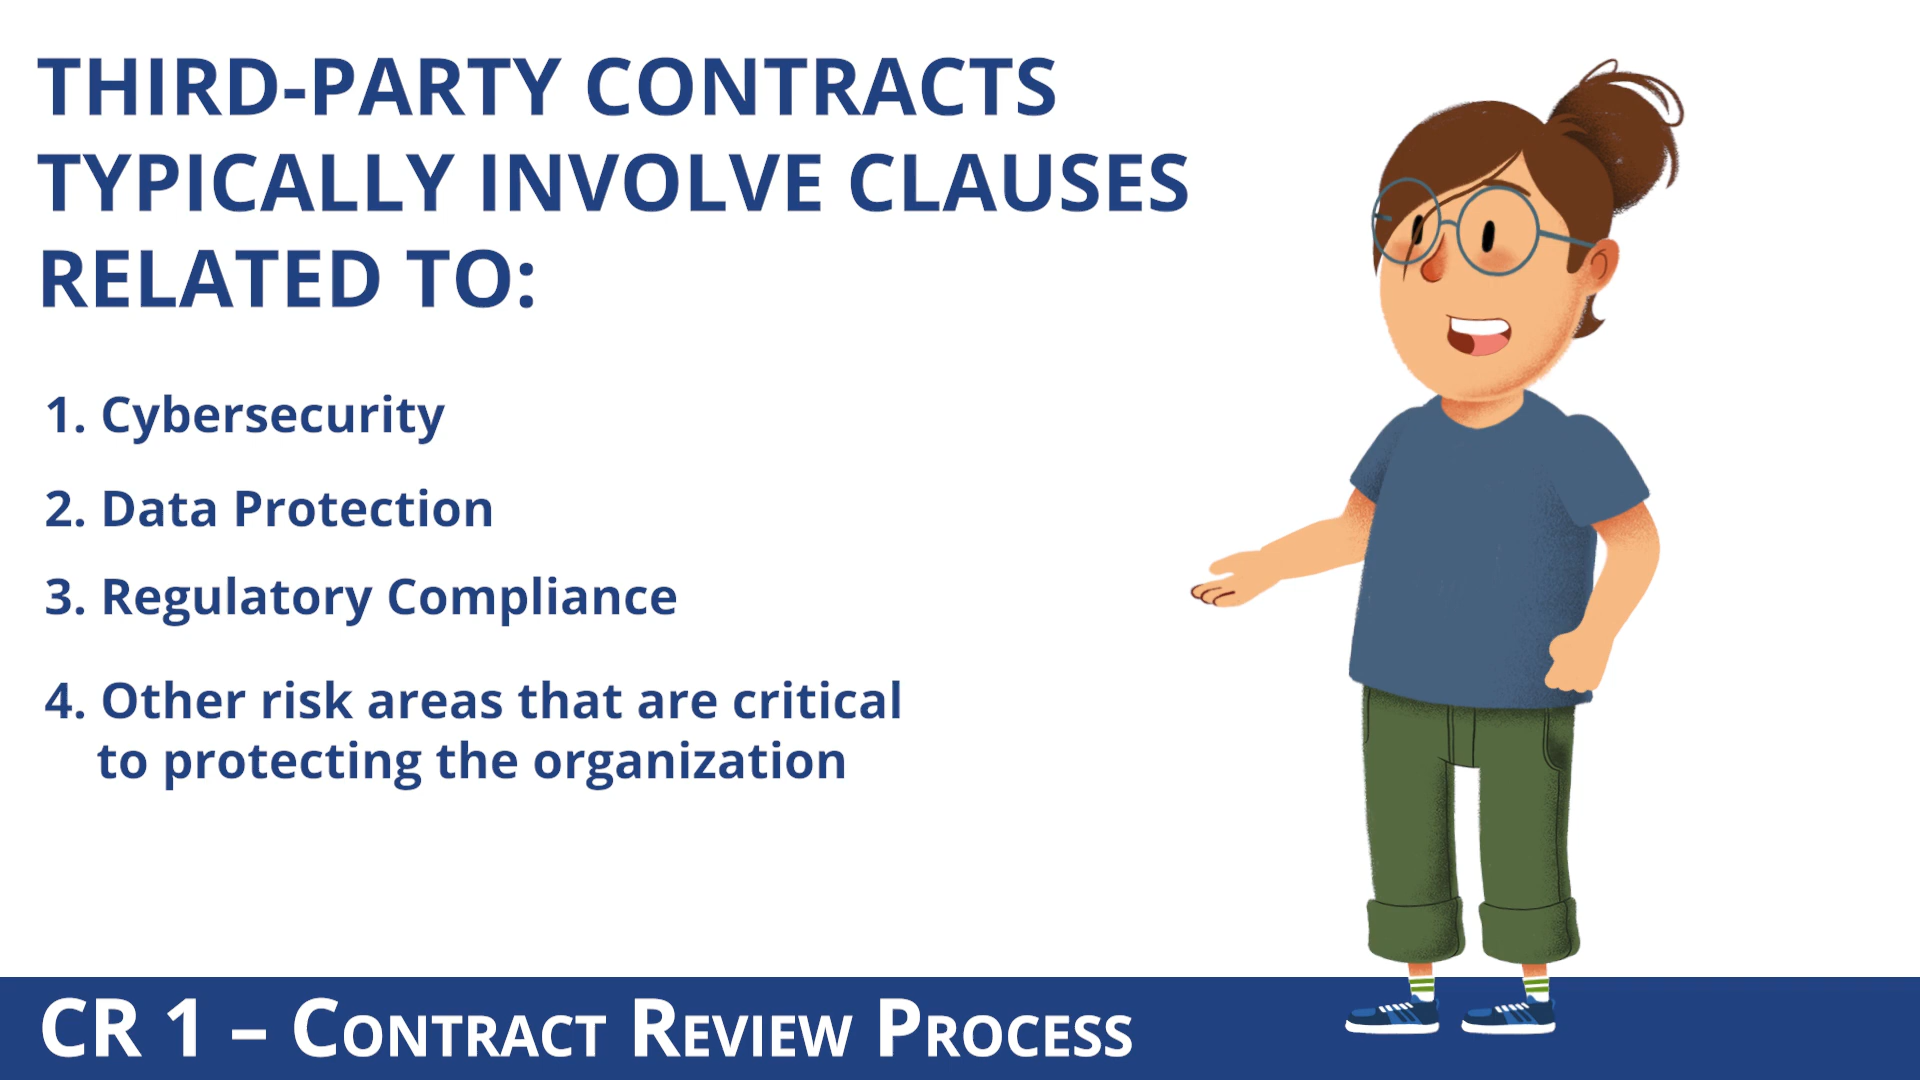 THIRD-PARTY CONTRACTS
TYPICALLY INVOLVE CLAUSES
RELATED TO:
1. Cybersecurity
2. Data Protection
3. Regulatory Compliance
4. Other risk areas that are critical
to protecting the organization
CR 1 – Contract Review Process